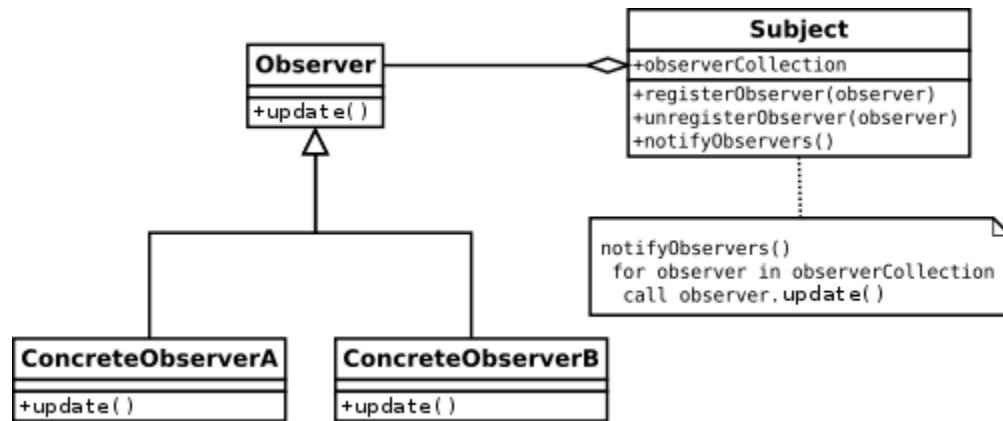 Observer
+update()
Subject
+observerCollection
+registerObserver(observer)
+unregisterObserver(observer)
+notifyObservers()
notifyObservers()
for observer in observerCollection
call observer.update()
ConcreteObserverA
+update()
ConcreteObserverB
+update()